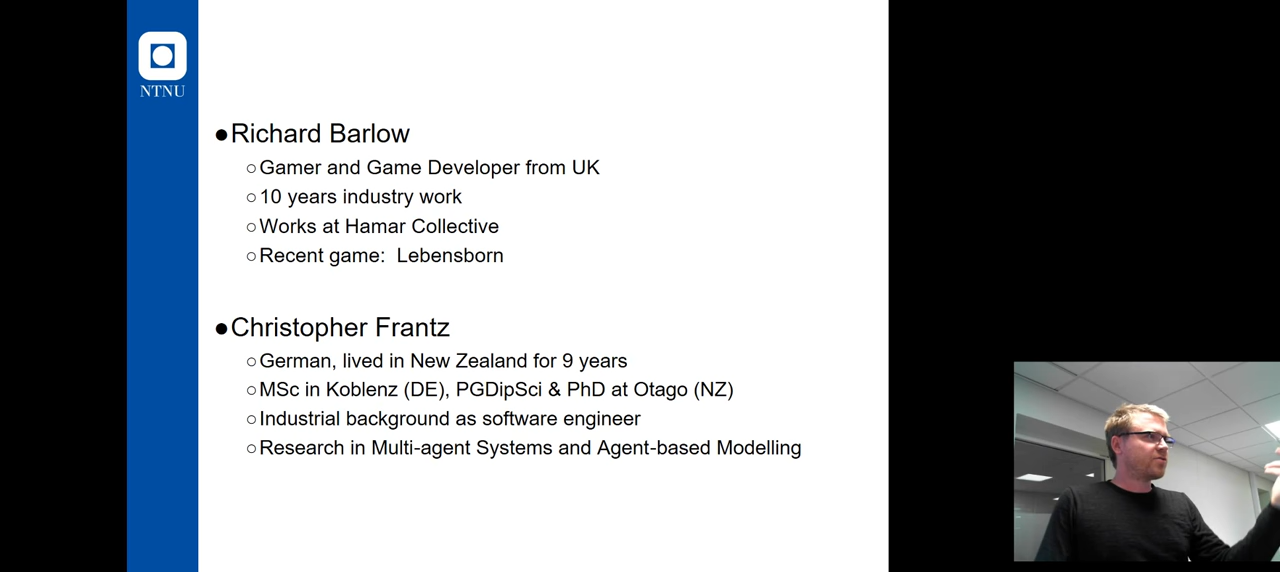 NTNU
●Richard Barlow
○Gamer and Game Developer from UK
○10 years industry work
○Works at Hamar Collective
○Recent game:  Lebensborn
●Christopher Frantz
○German, lived in New Zealand for 9 years
○MSc in Koblenz (DE), PGDipSci & PhD at Otago (NZ)
○Industrial background as software engineer
○Research in Multi-agent Systems and Agent-based Modelling